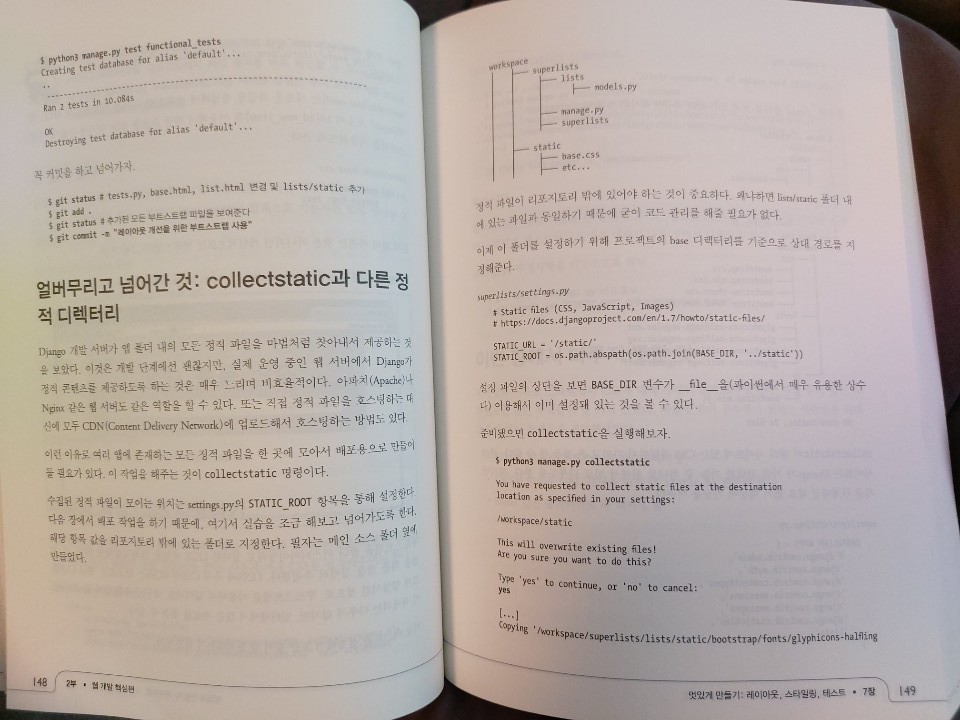 $ python3 manage.py test functional_tests
Creating test database for alias 'default'...
..
----------------------------------------------------------------------
Ran 2 tests in 10.084s
OK
Destroying test database for alias 'default'...
꼭 커밋을 하고 넘어가자.
$ git status # tests.py, base.html, list.html 변경 및 lists/static 추가
$ git add .
$ git status # 추가된 모든 부트스트랩 파일을 보여준다
$ git commit -m "레이아웃 개선을 위한 부트스트랩 사용"
얼버무리고 넘어간 것: collectstatic과 다른 정
적 디렉터리
Django 개발 서버가 앱 폴더 내의 모든 정적 파일을 마법처럼 찾아내서 제공하는 것
을 보았다. 이것은 개발 단계에선 괜찮지만, 실제 운영 중인 웹 서버에서 Django가
정적 콘텐츠를 제공하도록 하는 것은 매우 느리며 비효율적이다. 아파치(Apache)나
Nginx 같은 웹 서버도 같은 역할을 할 수 있다. 또는 직접 정적 파일을 호스팅하는 대
신에 모두 CDN(Content Delivery Network)에 업로드해서 호스팅하는 방법도 있다.
이런 이유로 여러 앱에 존재하는 모든 정적 파일을 한 곳에 모아서 배포용으로 만들어
둘 필요가 있다. 이 작업을 해주는 것이 collectstatic 명령이다.
수집된 정적 파일이 모이는 위치는 settings.py의 STATIC_ROOT 항목을 통해 설정한다.
다음 장에서 배포 작업을 하기 때문에, 여기서 실습을 조금 해보고 넘어가도록 한다.
해당 항목 값을 리포지토리 밖에 있는 폴더로 지정한다. 필자는 메인 소스 폴더 옆에
만들었다.
148 2부 • 웹 개발 핵심편
workspace
superlists
lists
models.py
manage.py
superlists
static
base.css
etc...
정적 파일이 리포지토리 밖에 있어야 하는 것이 중요하다. 왜냐하면 lists/static 폴더 내
에 있는 파일과 동일하기 때문에 굳이 코드 관리를 해줄 필요가 없다.
이제 이 폴더를 설정하기 위해 프로젝트의 base 디렉터리를 기준으로 상대 경로를 지
정해준다.
superlists/settings.py
# Static files (CSS, JavaScript, Images)
# https://docs.djangoproject.com/en/1.7/howto/static-files/
STATIC_URL = '/static/'
STATIC_ROOT = os.path.abspath(os.path.join(BASE_DIR, '../static'))
설정 파일의 상단을 보면 BASE_DIR 변수가 __file__을(파이썬에서 매우 유용한 상수
다) 이용해서 이미 설정돼 있는 것을 볼 수 있다.
준비됐으면 collectstatic을 실행해보자.
$ python3 manage.py collectstatic
You have requested to collect static files at the destination
location as specified in your settings:
/workspace/static
This will overwrite existing files!
Are you sure you want to do this?
Type 'yes' to continue, or 'no' to cancel:
yes
[...]
Copying '/workspace/superlists/lists/static/bootstrap/fonts/glyphicons-halfling
멋있게 만들기: 레이아웃, 스타일링, 테스트 • 7장 149